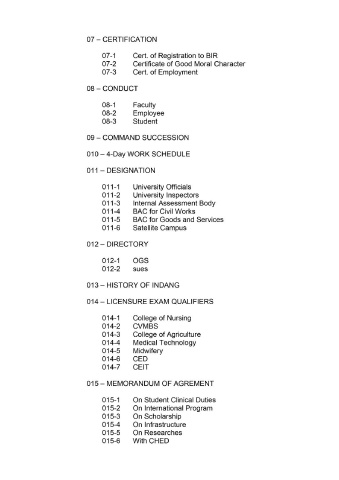 07 – CERTIFICATION
07-1 Cert. of Registration to BIR
07-2 Certificate of Good Moral Character
07-3 Cert. of Employment
08 – CONDUCT
08-1 Faculty
08-2 Employee
08-3 Student
09 – COMMAND SUCCESSION
010 – 4-Day WORK SCHEDULE
011 – DESIGNATION
011-1 University Officials
011-2 University Inspectors
011-3 Internal Assessment Body
011-4 BAC for Civil Works
011-5 BAC for Goods and Services
011-6 Satellite Campus
012 – DIRECTORY
012-1 OGS
012-2 sues
013 – HISTORY OF INDANG
014 – LICENSURE EXAM QUALIFIERS
014-1 College of Nursing
014-2 CVMBS
014-3 College of Agriculture
014-4 Medical Technology
014-5 Midwifery
014-6 CED
014-7 CEIT
015 – MEMORANDUM OF AGREMENT
015-1 On Student Clinical Duties
015-2 On International Program
015-3 On Scholarship
015-4 On Infrastructure
015-5 On Researches
015-6 With CHED